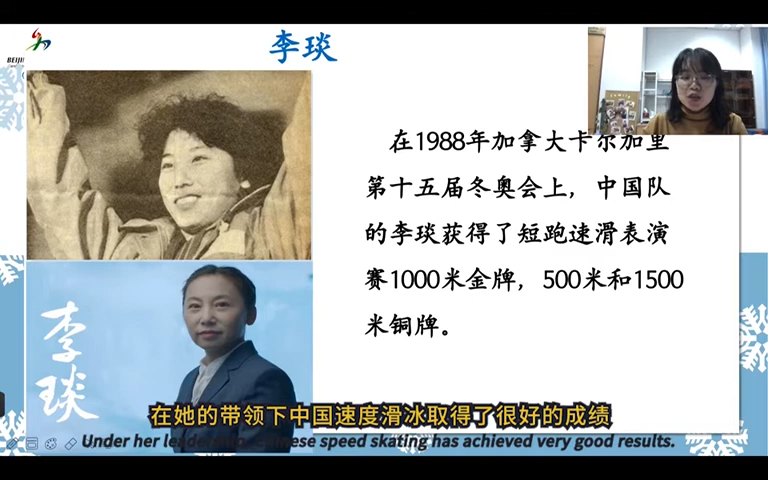 李琰
BEIJI
在1988年加拿大卡尔加里
第十五届冬奥会上，中国队
的李琰获得了短跑速滑表演
赛1000米金牌，500米和1500
米铜牌。
李琰
在她的带领下中国速度滑冰取得了很好的成绩
Under her leadership Chinese speed skating has achieved very good results.